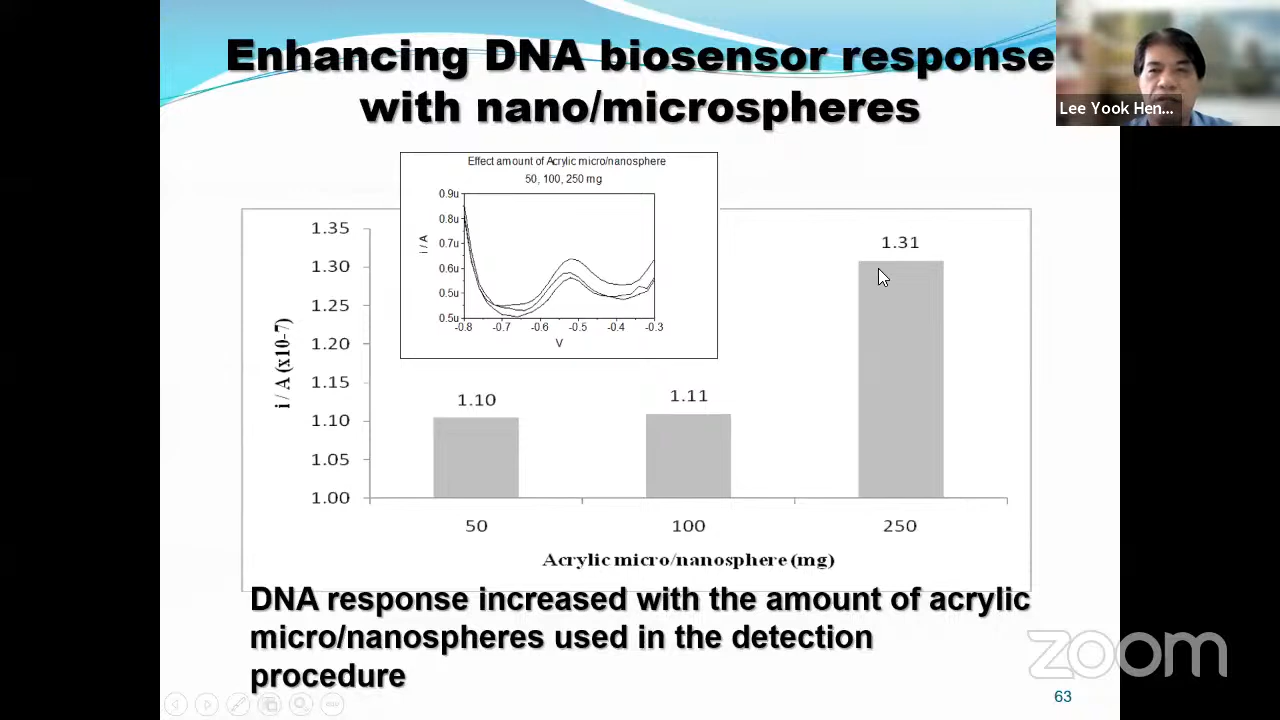 Enhancing DNA biosensor response
with nano/microspheres
Lee Yook Hen...
Effect amount of Acrylic micro/nanosphere
50, 100, 250 mg
0.9u
0.8u
0.7u
0.6u
0.5u
0.5u
i / A
-0.8 -0.7 -0.6 -0.5 -0.4 -0.3
V
1.35
1.30
1.25
1.20
1.15
1.10
1.05
1.00
i / A (x10-7)
1.10
1.11
1.31
50 100 250
Acrylic micro/nanosphere (mg)
DNA response increased with the amount of acrylic
micro/nanospheres used in the detection
procedure
zoom
63